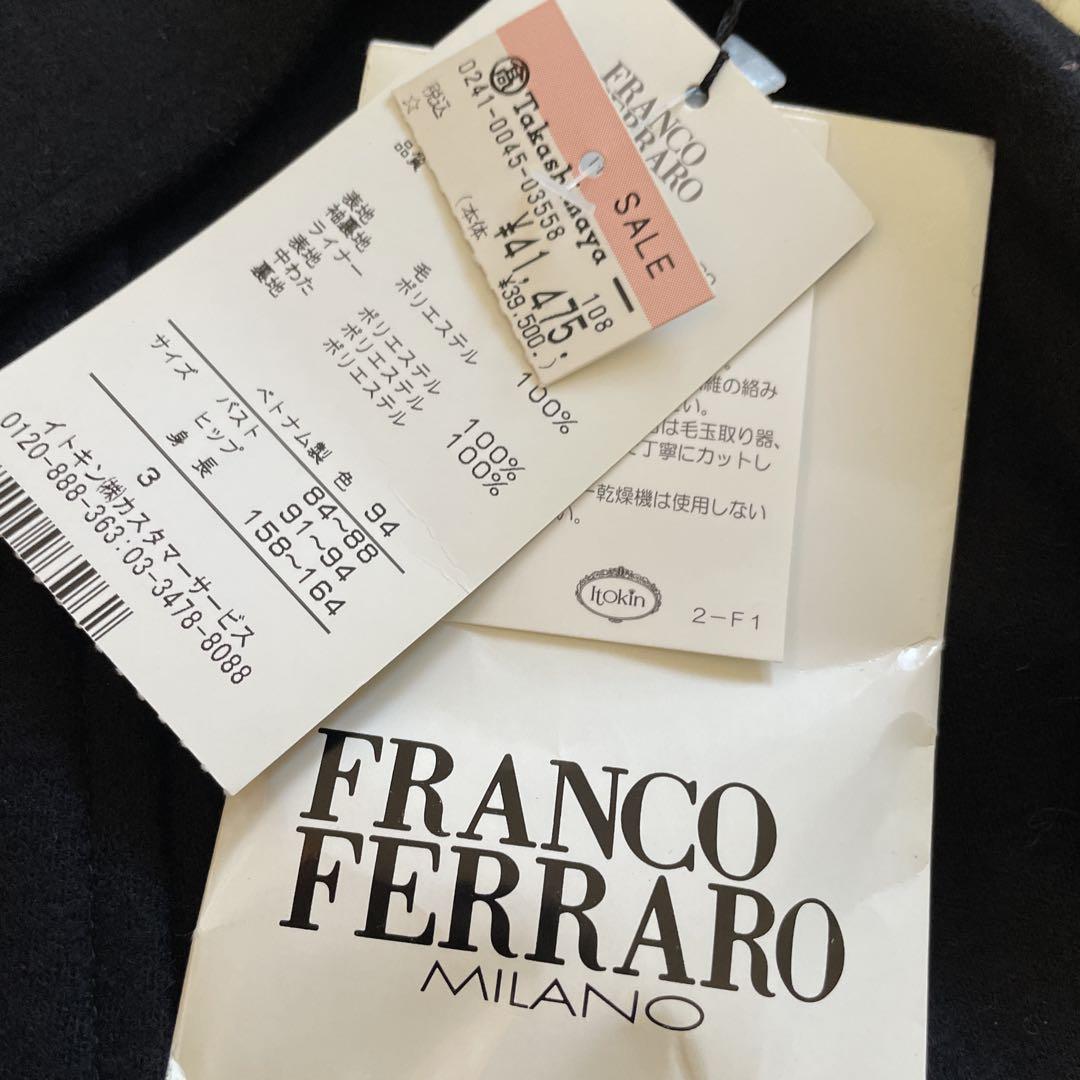 SALE
Takashimaya
0241-0045-03558 108
税込 ¥41,475.
☆ (本体 ¥39,500.)
FRANCO
FERRARO
品質
表地 毛
袖裏地 ポリエステル 100%
ライナー
表地 ポリエステル
中わた ポリエステル 100%
裏地 ポリエステル 100%
ベトナム製 色 94
サイズ バスト 84~88
ヒップ 91~94
3 身長 158~164
イトキン㈱カスタマーサービス
0120-888-363.03-3478-8088
維の絡み
い。
は毛玉取り器、
丁寧にカットし
乾燥機は使用しない
い。
Itokin
2-F1
FRANCO
FERRARO
MILANO